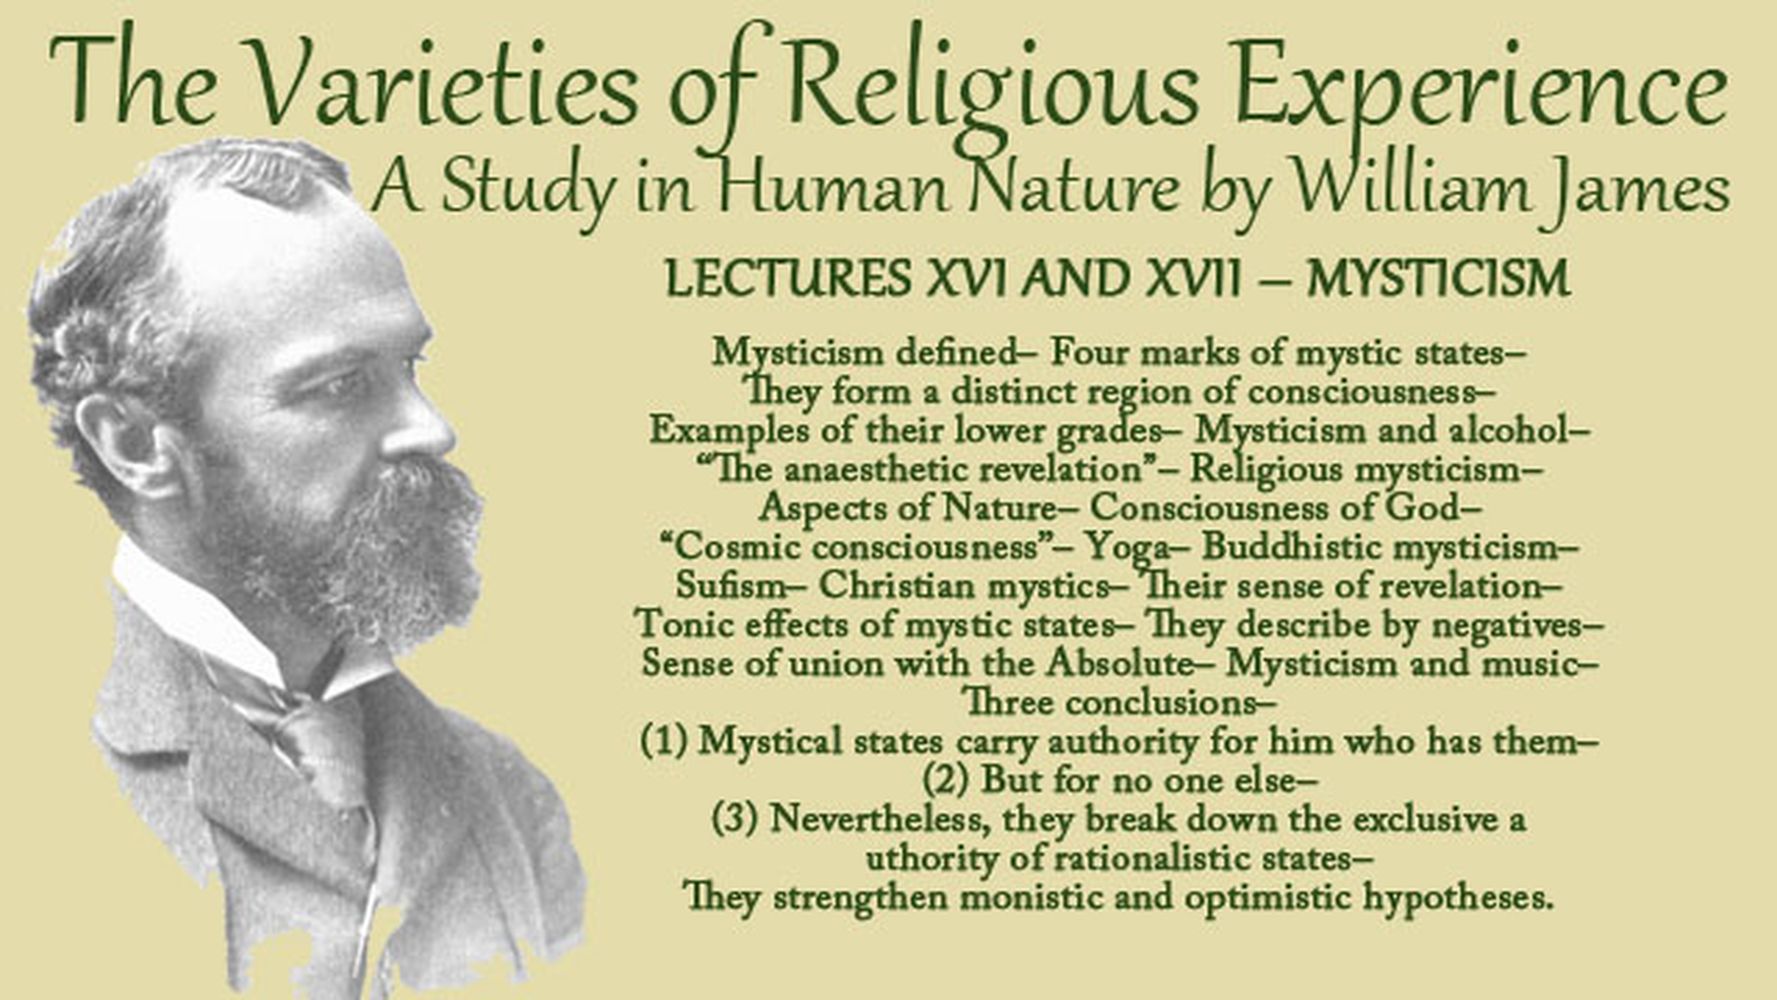 The Varieties of Religious Experience
A Study in Human Nature by William James
LECTURES XVI AND XVII – MYSTICISM
Mysticism defined– Four marks of mystic states–
They form a distinct region of consciousness–
Examples of their lower grades– Mysticism and alcohol–
“The anaesthetic revelation”– Religious mysticism–
Aspects of Nature– Consciousness of God–
“Cosmic consciousness”– Yoga– Buddhistic mysticism–
Sufism– Christian mystics– Their sense of revelation–
Tonic effects of mystic states– They describe by negatives–
Sense of union with the Absolute– Mysticism and music–
Three conclusions–
(1) Mystical states carry authority for him who has them–
(2) But for no one else–
(3) Nevertheless, they break down the exclusive a
uthority of rationalistic states–
They strengthen monistic and optimistic hypotheses.